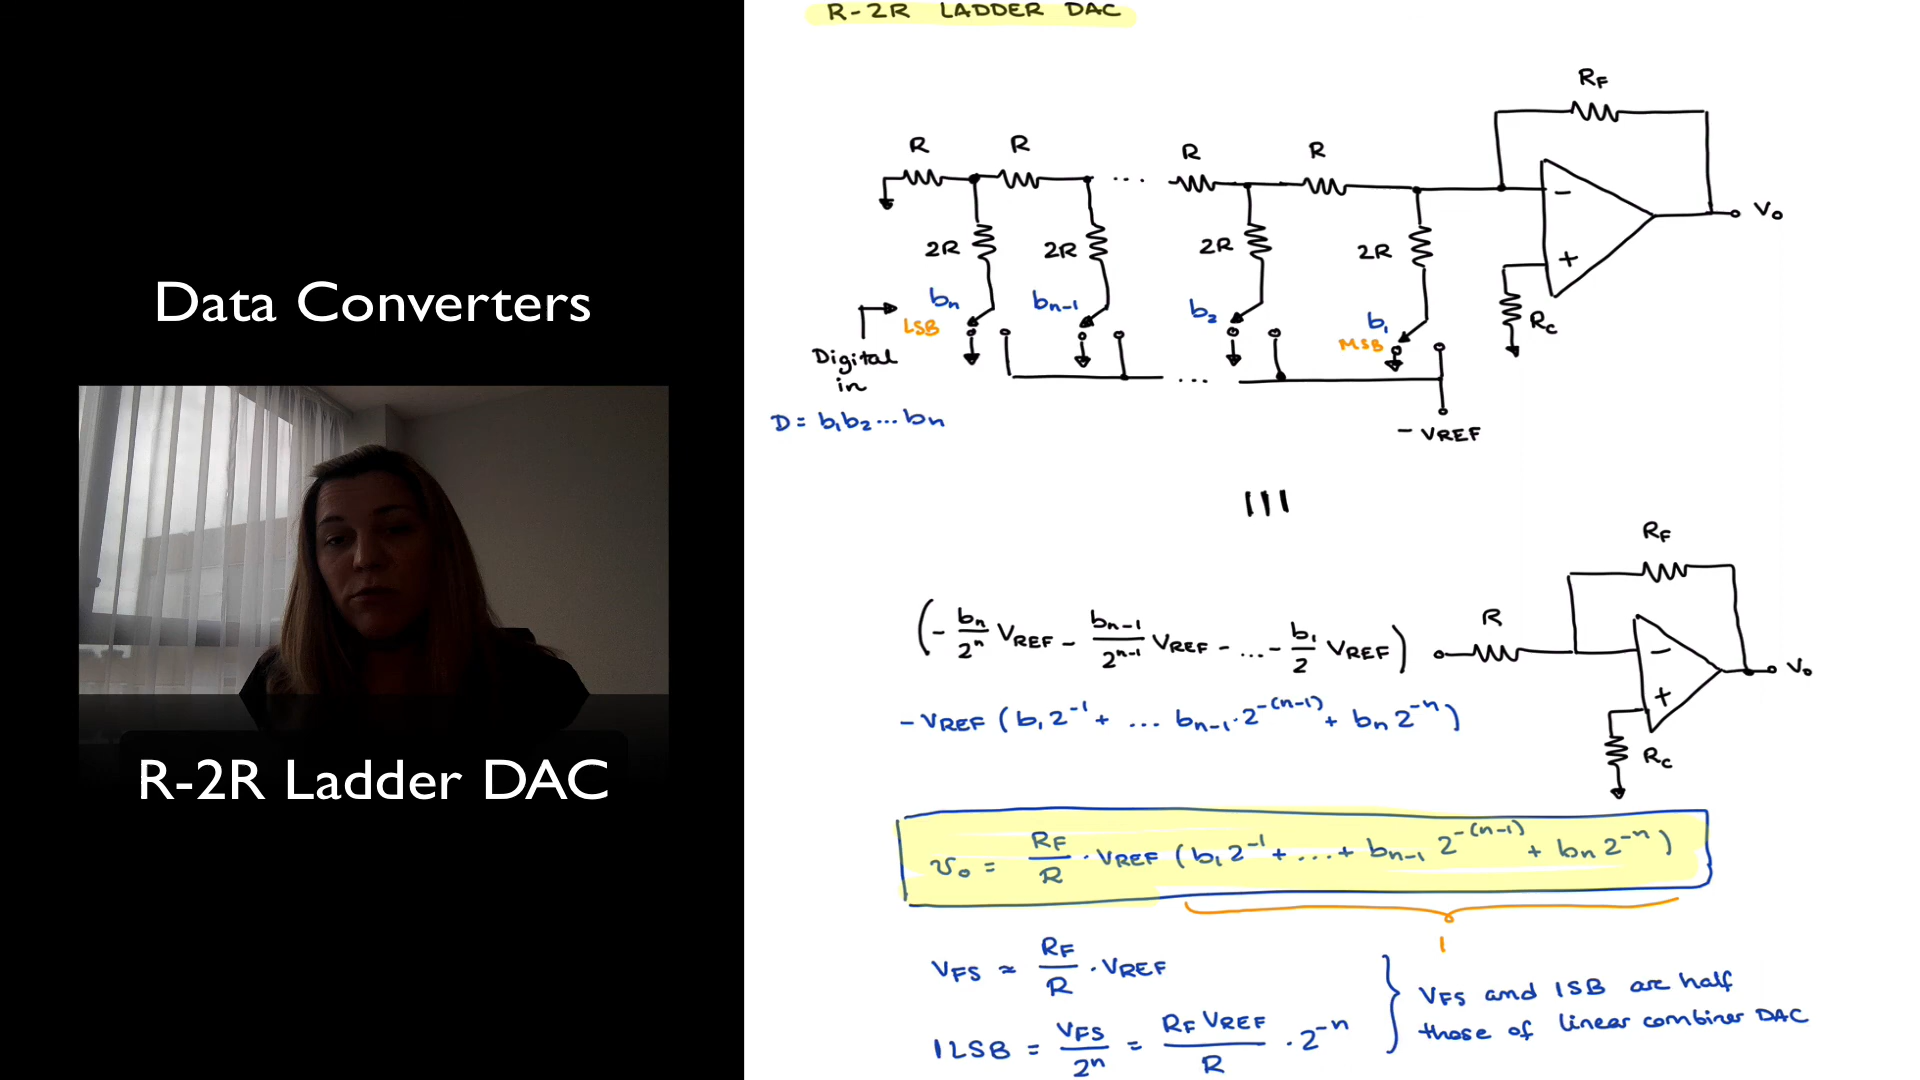 Data Converters
R-2R Ladder DAC
R-2R LADDER DAC
RF
R R R R
- + Vo
2R 2R 2R 2R
bn bn-1 b2 b1
LSB MSB
Rc
Digital
in
D = b1b2...bn
...
...
- VREF
|||
RF
R
(- bn/2^n VREF - bn-1/2^n-1 VREF - ... - b1/2 VREF)
- + Vo
- VREF (b1 2^-1 + ... bn-1 · 2^-(n-1) + bn 2^-n)
Rc
vo = RF/R · VREF (b1 2^-1 + ... + bn-1 2^-(n-1) + bn 2^-n)
1
VFS ≈ RF/R · VREF
VFS and 1SB are half
those of linear combiner DAC
1LSB = VFS/2^n = RF VREF/R · 2^-n